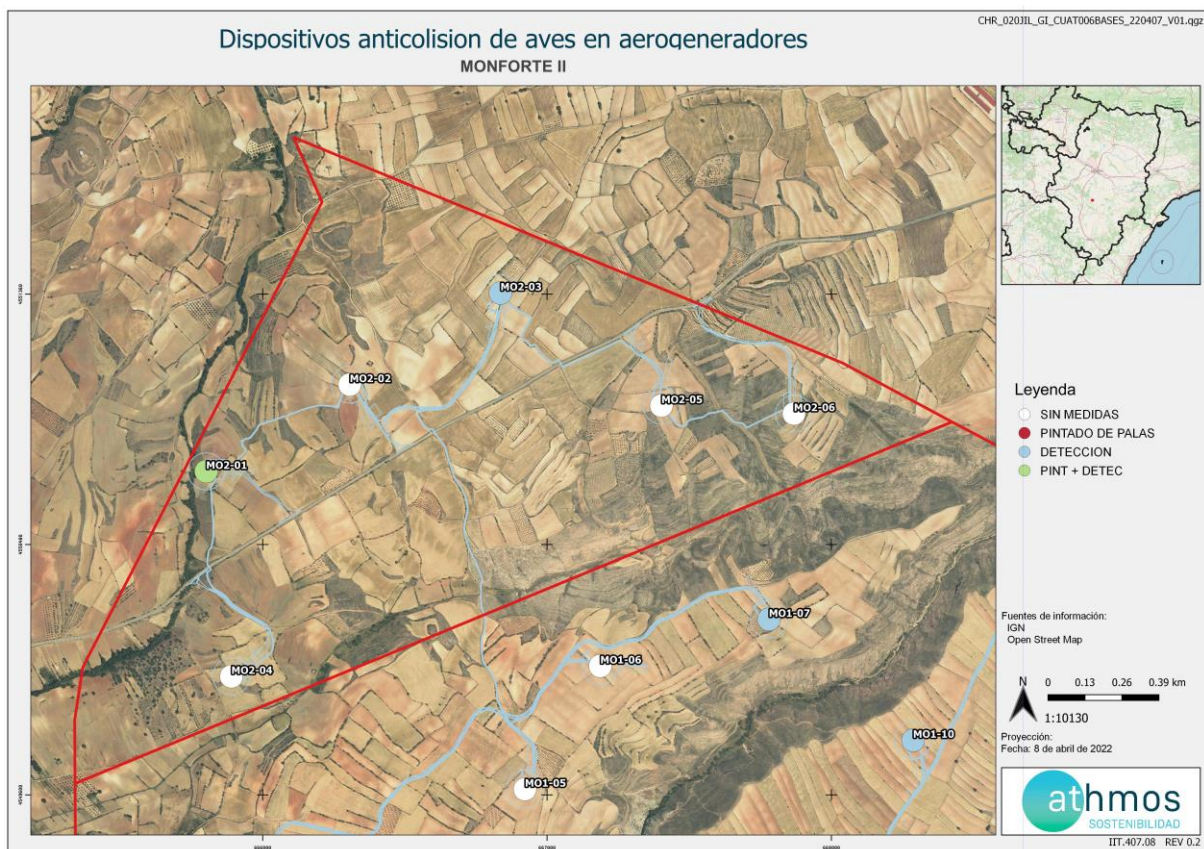 CHR_020JIL_GI_CUAT006BASES_220407_V01.qgz
Dispositivos anticolision de aves en aerogeneradores
MONFORTE II
MO2-03
MO2-02
MO2-05
MO2-06
MO2-01
MO1-07
MO1-06
MO2-04
MO1-10
MO1-05
666000
667000
668000
Leyenda
SIN MEDIDAS
PINTADO DE PALAS
DETECCION
PINT + DETEC
Fuentes de información:
IGN
Open Street Map
N
0 0.13 0.26 0.39 km
1:10130
Proyección:
Fecha: 8 de abril de 2022
athmos
SOSTENIBILIDAD
IIT.407.08 REV 0.2